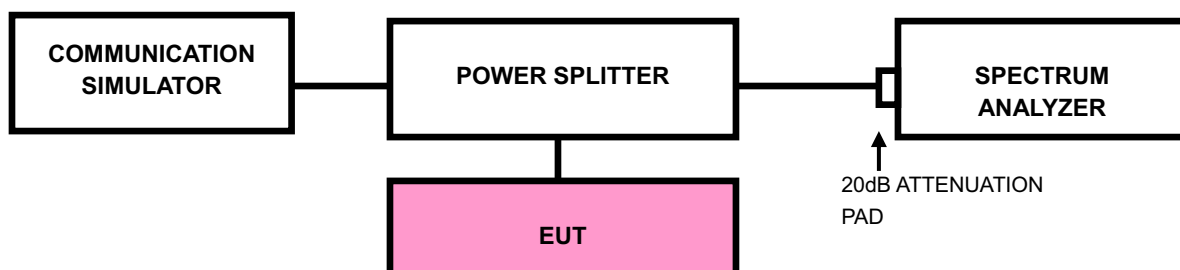 COMMUNICATION
SIMULATOR
POWER SPLITTER
SPECTRUM
ANALYZER
20dB ATTENUATION
PAD
EUT